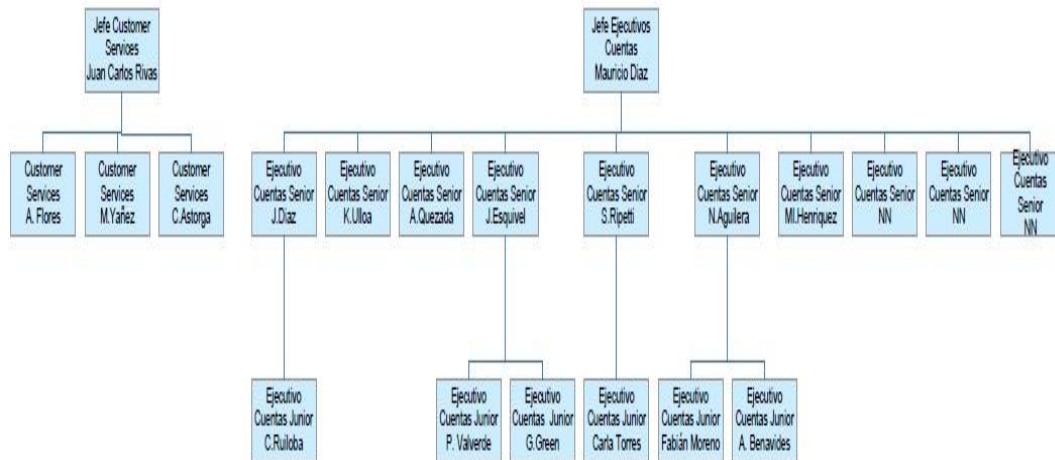 Jefe Customer
Services
Juan Carlos Rivas
Jefe Ejecutivos
Cuentas
Mauricio Diaz
Customer
Services
A. Flores
Customer
Services
M.Yañez
Customer
Services
C.Astorga
Ejecutivo
Cuentas Senior
J.Diaz
Ejecutivo
Cuentas Senior
K.Ulloa
Ejecutivo
Cuentas Senior
A.Quezada
Ejecutivo
Cuentas Senior
J.Esquivel
Ejecutivo
Cuentas Senior
S.Ripetti
Ejecutivo
Cuentas Senior
N.Aguilera
Ejecutivo
Cuentas Senior
MI.Henriquez
Ejecutivo
Cuentas Senior
NN
Ejecutivo
Cuentas Senior
NN
Ejecutivo
Cuentas
Senior
NN
Ejecutivo
Cuentas Junior
C.Ruiloba
Ejecutivo
Cuentas Junior
P. Valverde
Ejecutivo
Cuentas Junior
G.Green
Ejecutivo
Cuentas Junior
Carla Torres
Ejecutivo
Cuentas Junior
Fabián Moreno
Ejecutivo
Cuentas Junior
A. Benavides